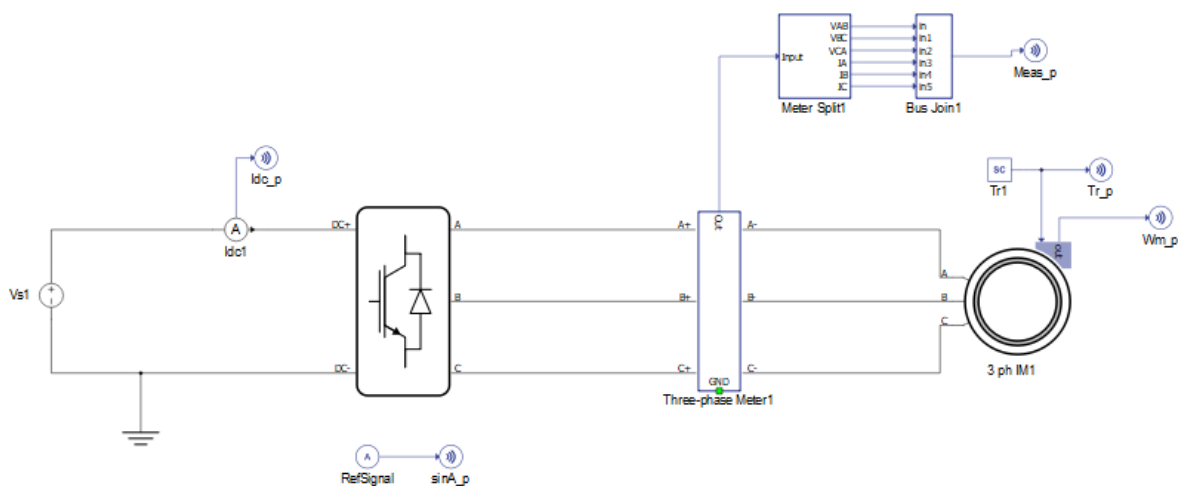 VAB
in
VBC
in1
VCA
in2
Input
IA
in3
IB
in4
IC
in5
Meter Split1
Bus Join1
Meas_p
Idc_p
sc
Tr1
Tr_p
Out
out
Wm_p
A
Idc1
DC+
A
A+
A-
A
Vs1
+
B
B+
B-
B
C
DC-
C
C+
C-
GND
3 ph IM1
Three-phase Meter1
A
RefSignal
sinA_p